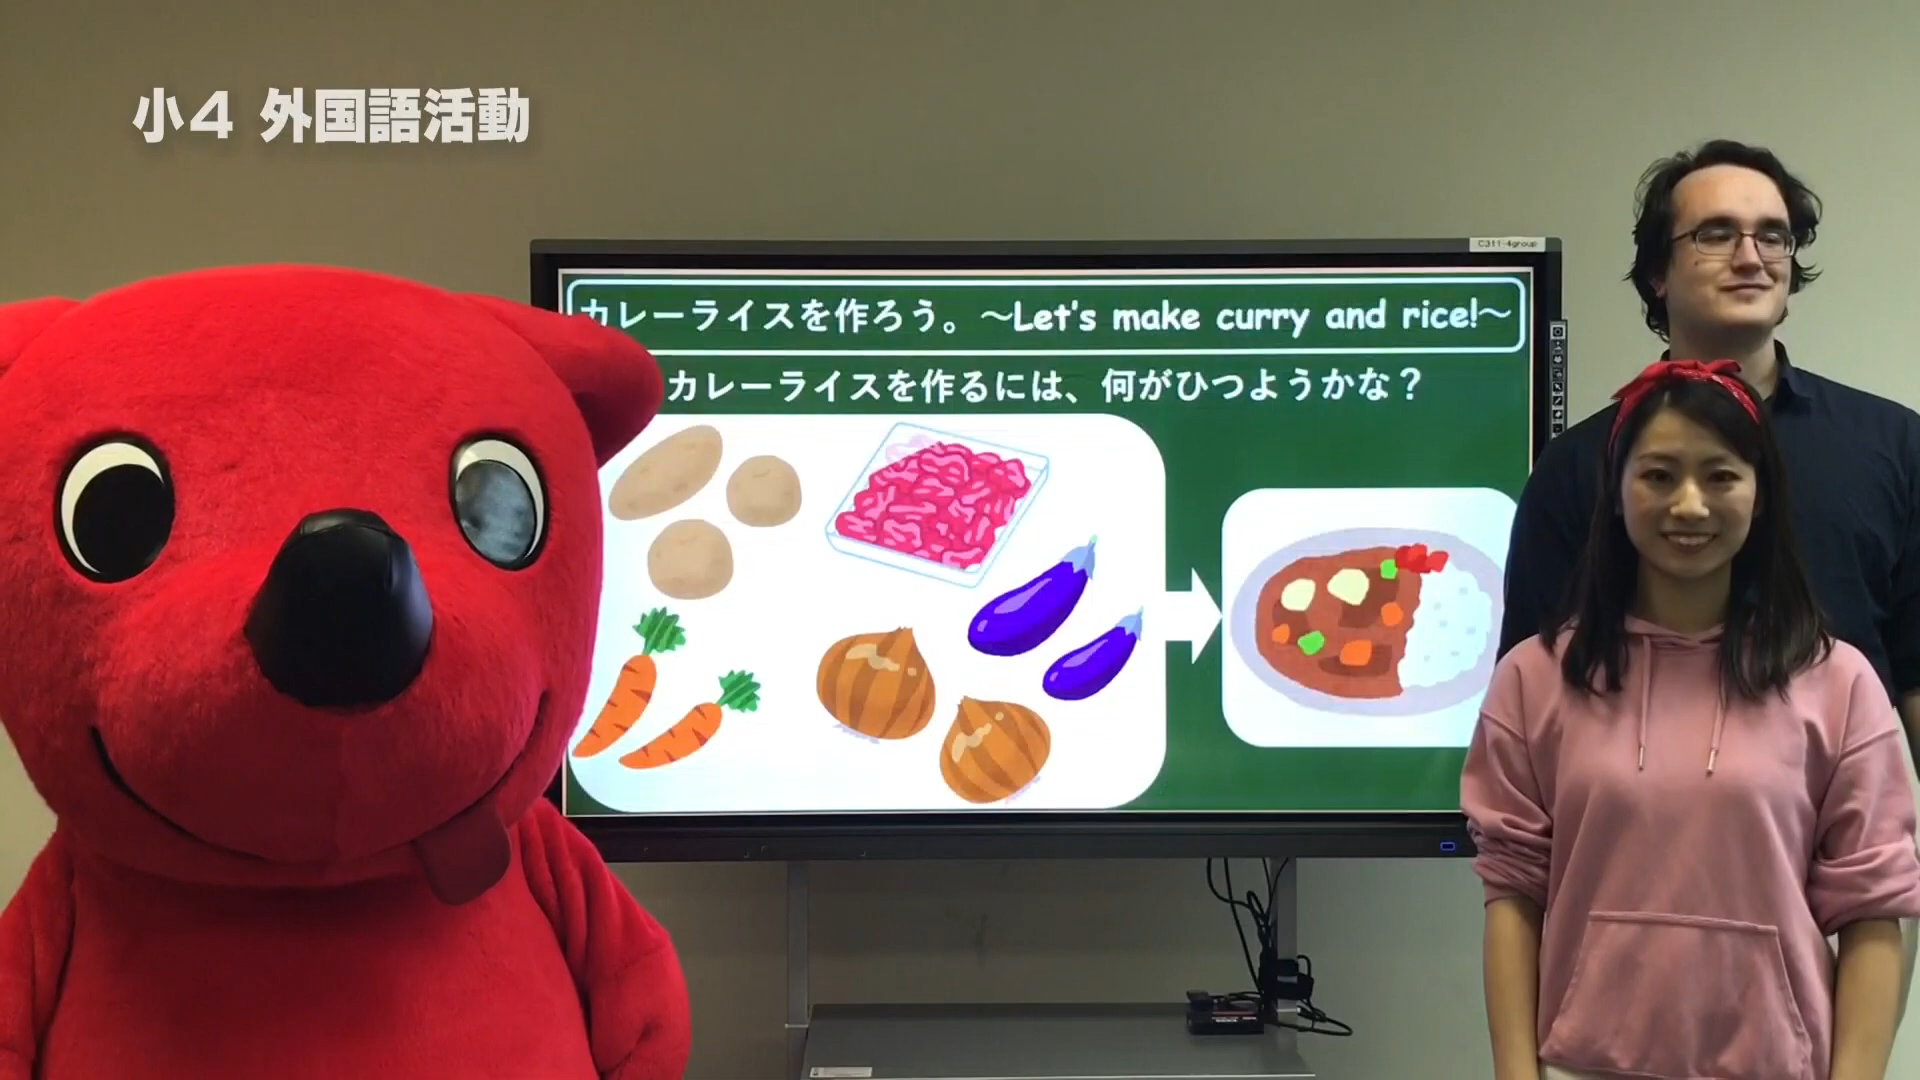 小４ 外国語活動
C311-4group
カレーライスを作ろう。～Let's make curry and rice!～
カレーライスを作るには、何がひつようかな？